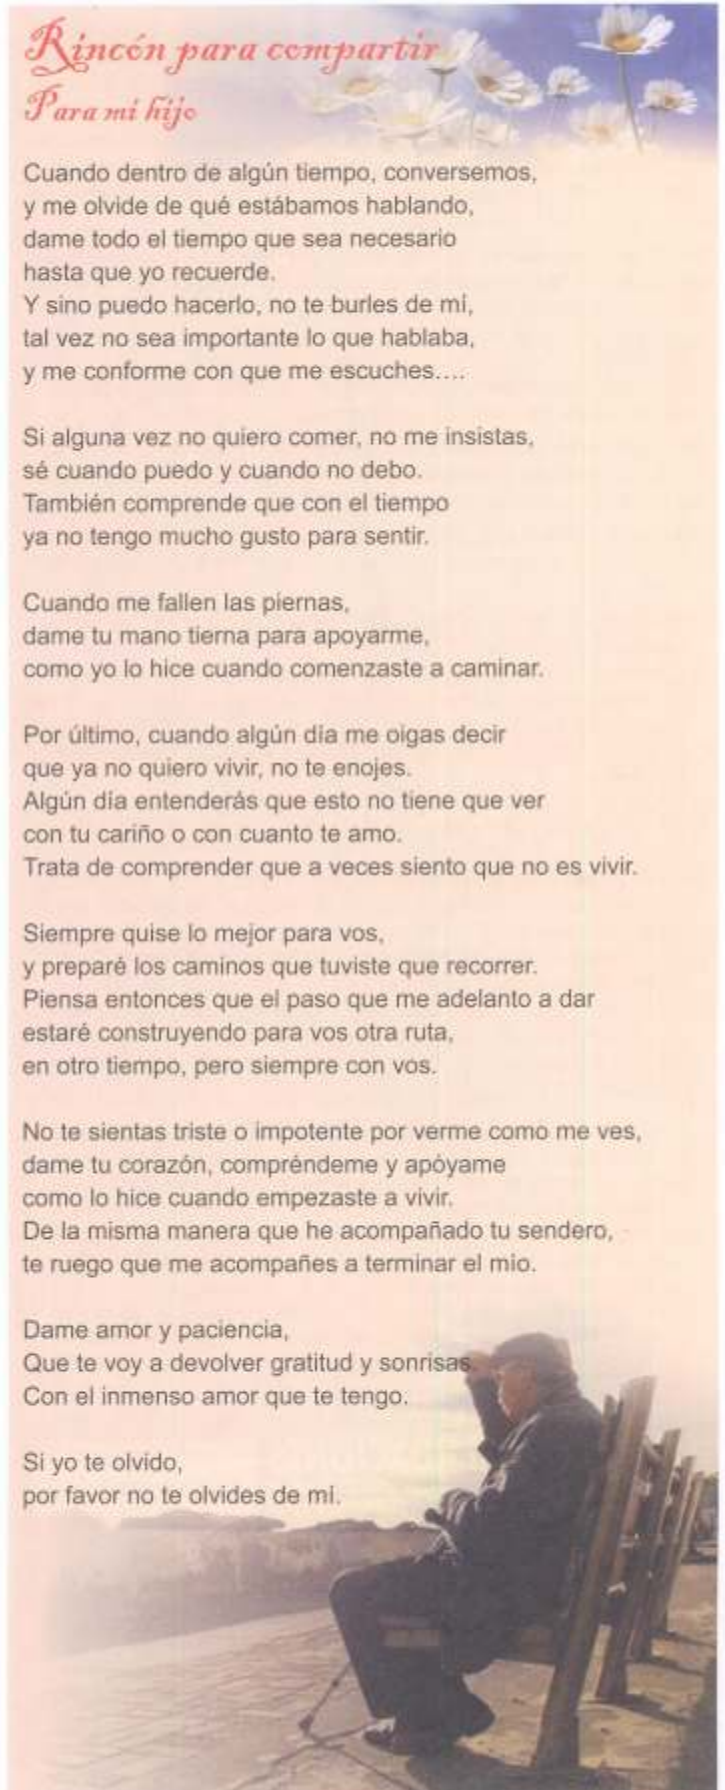 Rincón para compartir
Para mi hijo
Cuando dentro de algún tiempo, conversemos,
y me olvide de qué estábamos hablando,
dame todo el tiempo que sea necesario
hasta que yo recuerde.
Y sino puedo hacerlo, no te burles de mí,
tal vez no sea importante lo que hablaba,
y me conforme con que me escuches....
Si alguna vez no quiero comer, no me insistas,
sé cuando puedo y cuando no debo.
También comprende que con el tiempo
ya no tengo mucho gusto para sentir.
Cuando me fallen las piernas,
dame tu mano tierna para apoyarme,
como yo lo hice cuando comenzaste a caminar.
Por último, cuando algún día me oigas decir
que ya no quiero vivir, no te enojes.
Algún día entenderás que esto no tiene que ver
con tu cariño o con cuanto te amo.
Trata de comprender que a veces siento que no es vivir.
Siempre quise lo mejor para vos,
y preparé los caminos que tuviste que recorrer.
Piensa entonces que el paso que me adelanto a dar
estaré construyendo para vos otra ruta,
en otro tiempo, pero siempre con vos.
No te sientas triste o impotente por verme como me ves,
dame tu corazón, compréndeme y apóyame
como lo hice cuando empezaste a vivir.
De la misma manera que he acompañado tu sendero,
te ruego que me acompañes a terminar el mío.
Dame amor y paciencia,
Que te voy a devolver gratitud y sonrisas.
Con el inmenso amor que te tengo.
Si yo te olvido,
por favor no te olvides de mi.